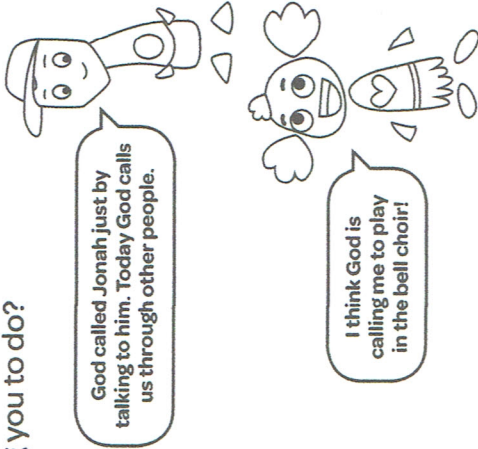 you to do?
God called Jonah just by
talking to him. Today God calls
us through other people.
I think God is
calling me to play
in the bell choir!